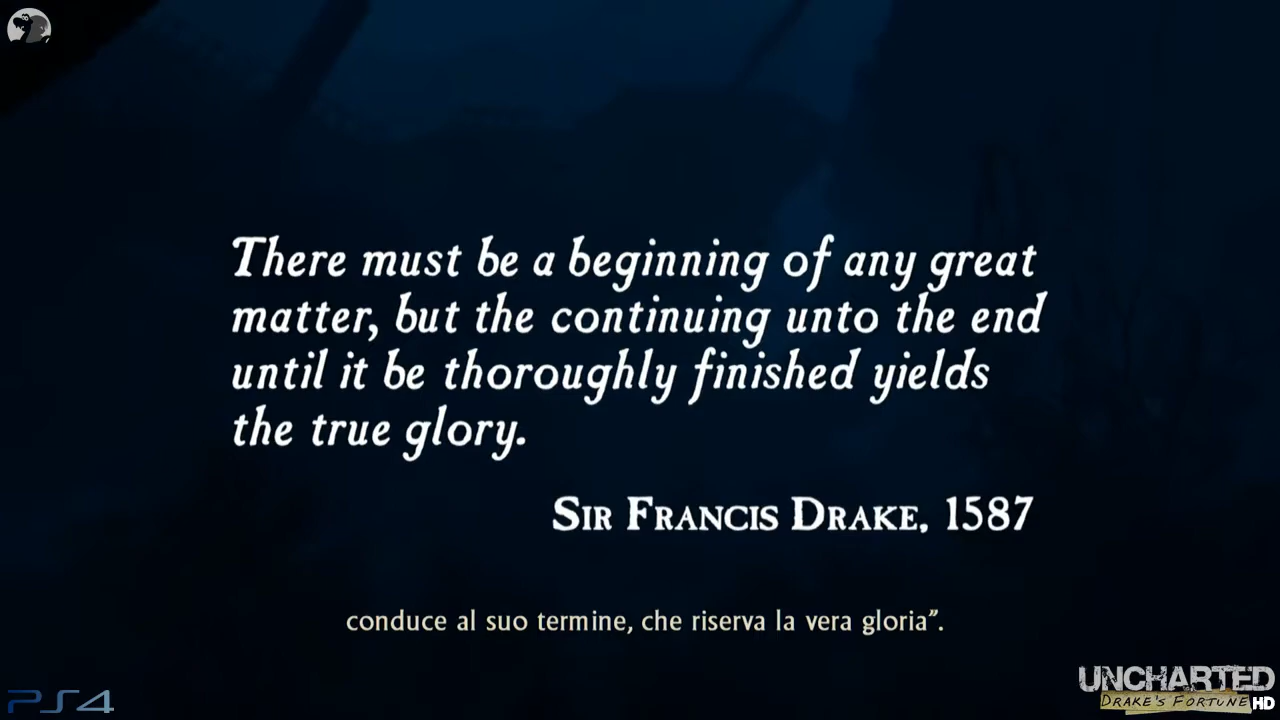 There must be a beginning of any great
matter, but the continuing unto the end
until it be thoroughly finished yields
the true glory.
SIR FRANCIS DRAKE, 1587
conduce al suo termine, che riserva la vera gloria”.
UNCHARTED
DRAKE'S FORTUNE HD
PS4